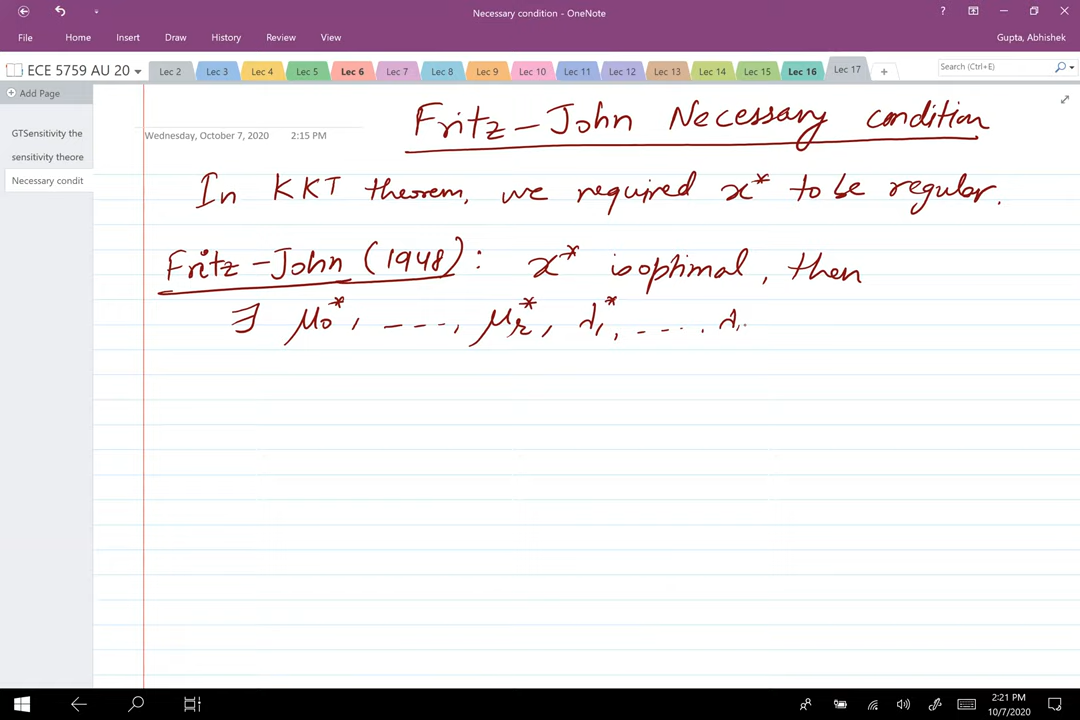 Necessary condition - OneNote
File Home Insert Draw History Review View
Gupta, Abhishek
ECE 5759 AU 20
Lec 2 Lec 3 Lec 4 Lec 5 Lec 6 Lec 7 Lec 8 Lec 9 Lec 10 Lec 11 Lec 12 Lec 13 Lec 14 Lec 15 Lec 16 Lec 17
Search (Ctrl+E)
Add Page
GTSensitivity the
sensitivity theore
Necessary condit
Wednesday, October 7, 2020 2:15 PM
Fritz-John Necessary condition
In KKT theorem, we required x* to be regular.
Fritz-John (1948): x* is optimal, then
∃ μ₀*, ----, μᵣ*, λ₁*, ---- λ
2:21 PM
10/7/2020